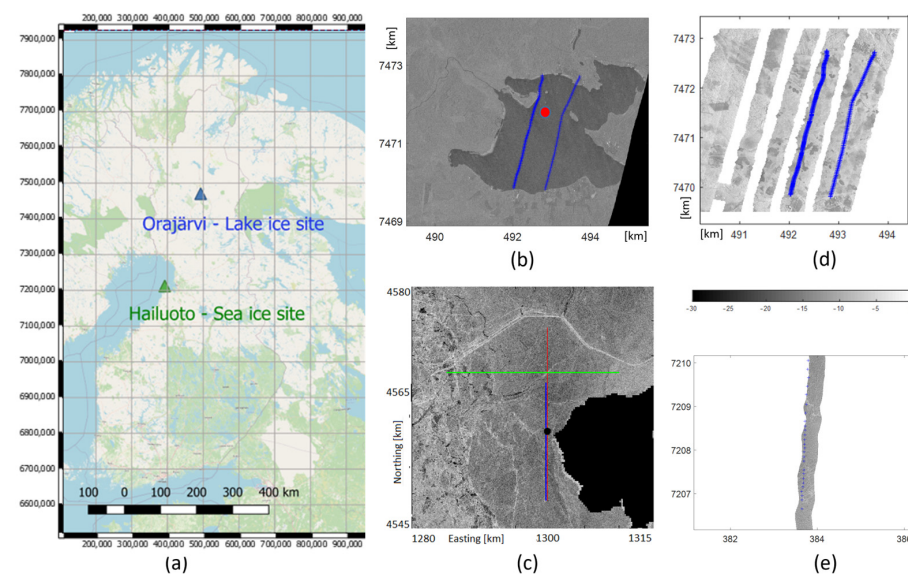 100,000 200,000 300,000 400,000 500,000 600,000 700,000 800,000 900,000
7900,000
7800,000
7700,000
7600,000
7500,000
7400,000
7300,000
7200,000
7100,000
7000,000
6900,000
6800,000
6700,000
6600,000
Orajärvi - Lake ice site
Hailuoto - Sea ice site
100 0 100 200 300 400 km
200,000 300,000 400,000 500,000 600,000 700,000 800,000 900,000
(a)
[km]
7473
7471
7469
490 492 494 [km]
(b)
4580
4565
4545
Northing [km]
1280 Easting [km] 1300 1315
(c)
7473
7472
7471
7470
[km]
491 492 493 494
[km]
(d)
-30 -25 -20 -15 -10 -5 0
7210
7209
7208
7207
382 384 386
(e)